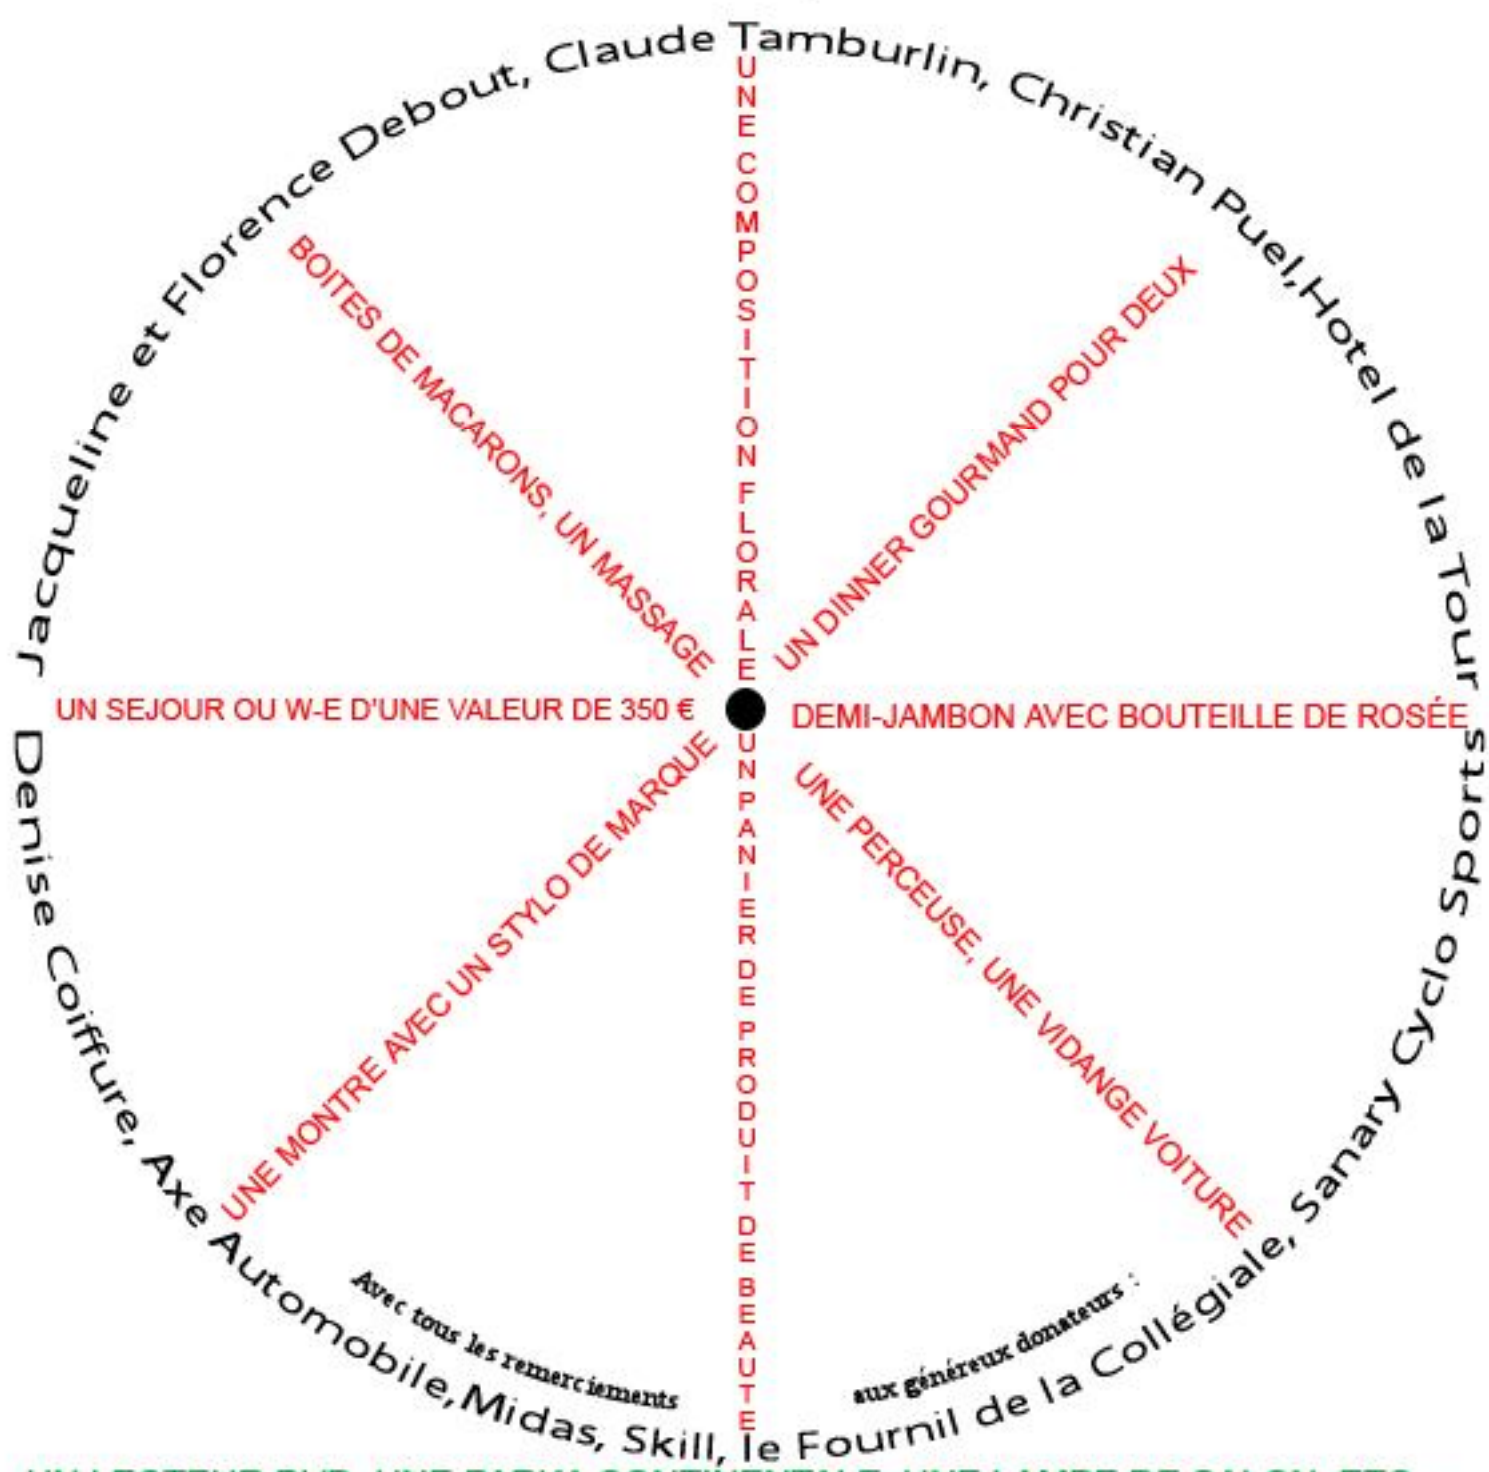 Jacqueline et Florence Debout, Claude Tamburlin, Christian Puel,Hotel de la Tour
UNE COMPOSITION FLORALE
BOITES DE MACARONS, UN MASSAGE
UN DINNER GOURMAND POUR DEUX
UN SEJOUR OU W-E D'UNE VALEUR DE 350 €
DEMI-JAMBON AVEC BOUTEILLE DE ROSÉE
UNE MONTRE AVEC UN STYLO DE MARQUE
UN PANIER DE PRODUIT DE BEAUTE
UNE PERCEUSE, UNE VIDANGE VOITURE
Avec tous les remerciements
aux généreux donateurs :
Denise Coiffure, Axe Automobile,Midas, Skill, le Fournil de la Collégiale, Sanary Cyclo Sports